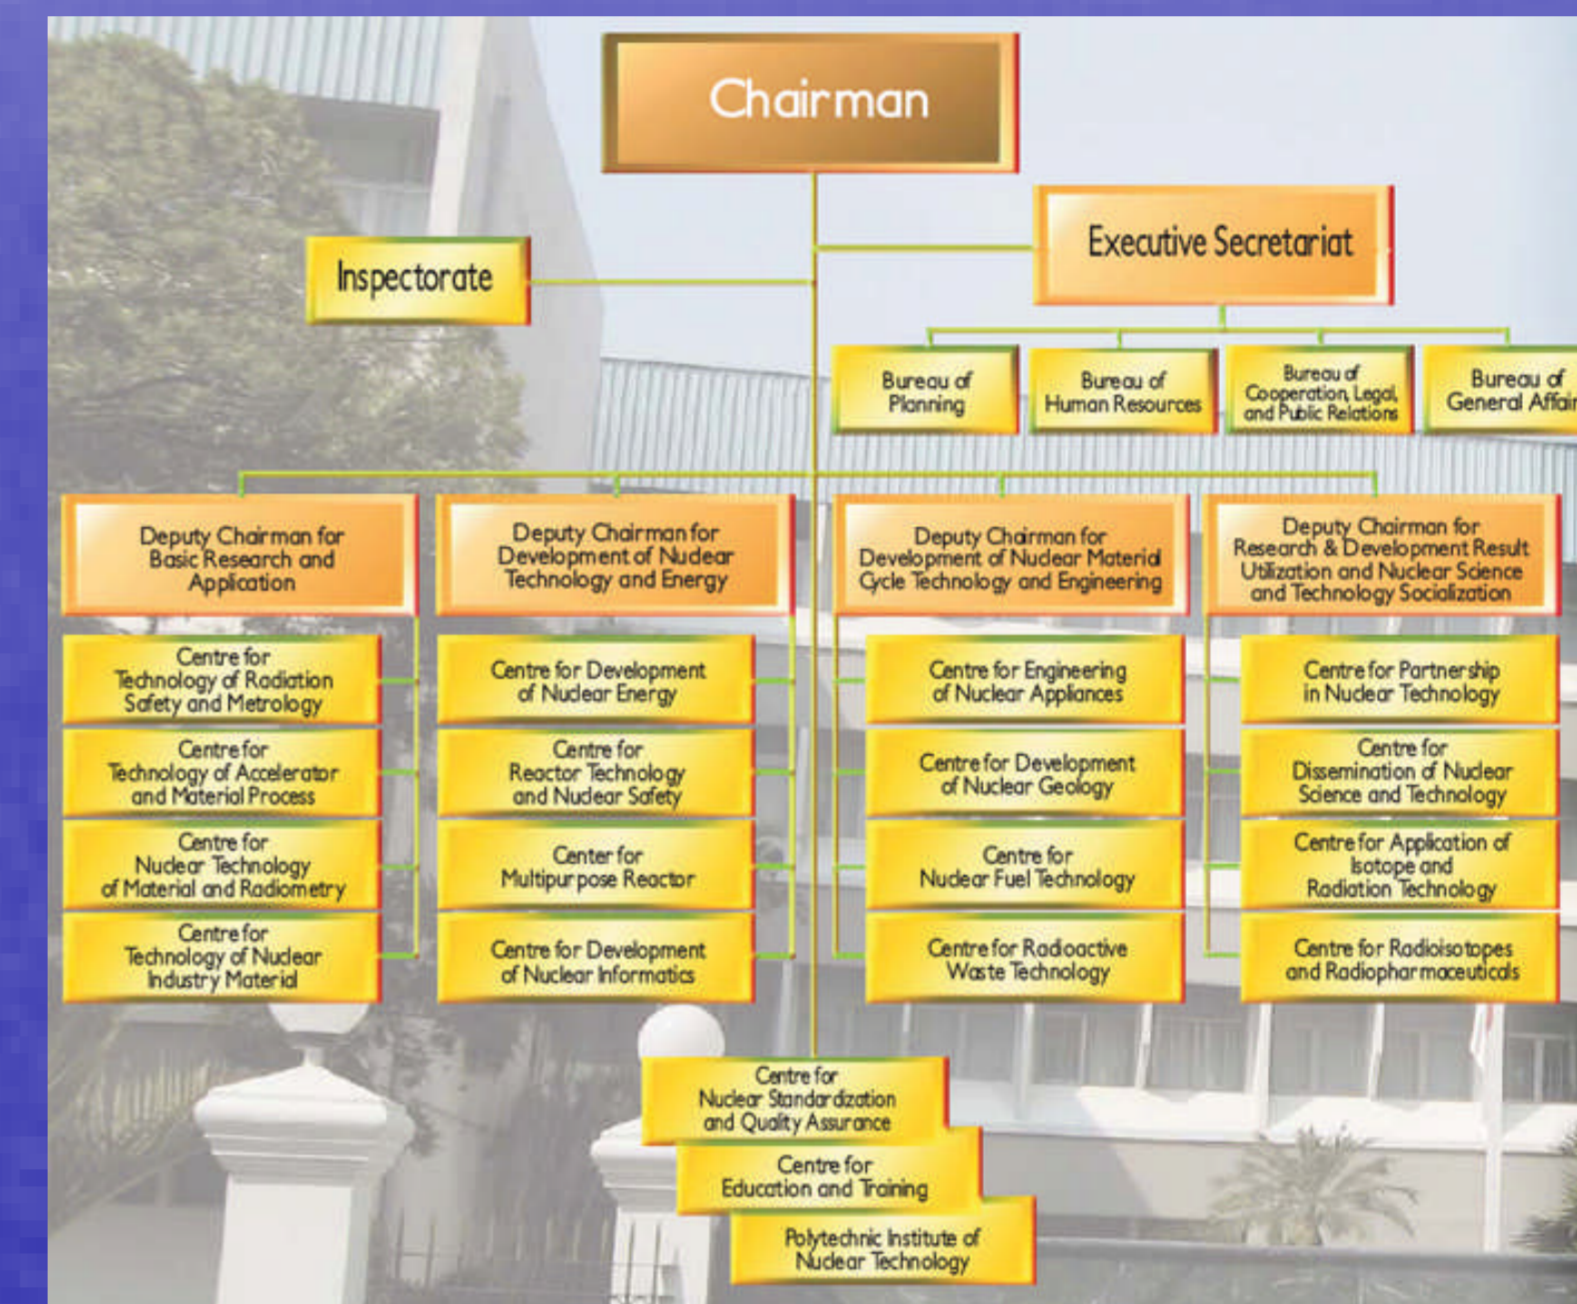 Chairman
Executive Secretariat
Inspectorate
Bureau of
Planning
Bureau of
Human Resources
Bureau of
Cooperation, Legal,
and Public Relations
Bureau of
General Affair
Deputy Chairman for
Basic Research and
Application
Deputy Chairman for
Development of Nuclear
Technology and Energy
Deputy Chairman for
Development of Nuclear Material
Cycle Technology and Engineering
Deputy Chairman for
Research & Development Result
Utilization and Nuclear Science
and Technology Socialization
Centre for
Technology of Radiation
Safety and Metrology
Centre for
Technology of Accelerator
and Material Process
Centre for
Nuclear Technology
of Material and Radiometry
Centre for
Technology of Nuclear
Industry Material
Centre for Development
of Nuclear Energy
Centre for
Reactor Technology
and Nuclear Safety
Center for
Multipurpose Reactor
Centre for Development
of Nuclear Informatics
Centre for Engineering
of Nuclear Appliances
Centre for Development
of Nuclear Geology
Centre for
Nuclear Fuel Technology
Centre for Radioactive
Waste Technology
Centre for Partnership
in Nuclear Technology
Centre for
Dissemination of Nuclear
Science and Technology
Centre for Application of
Isotope and
Radiation Technology
Centre for Radioisotopes
and Radiopharmaceuticals
Centre for
Nuclear Standardization
and Quality Assurance
Centre for
Education and Training
Polytechnic Institute of
Nuclear Technology